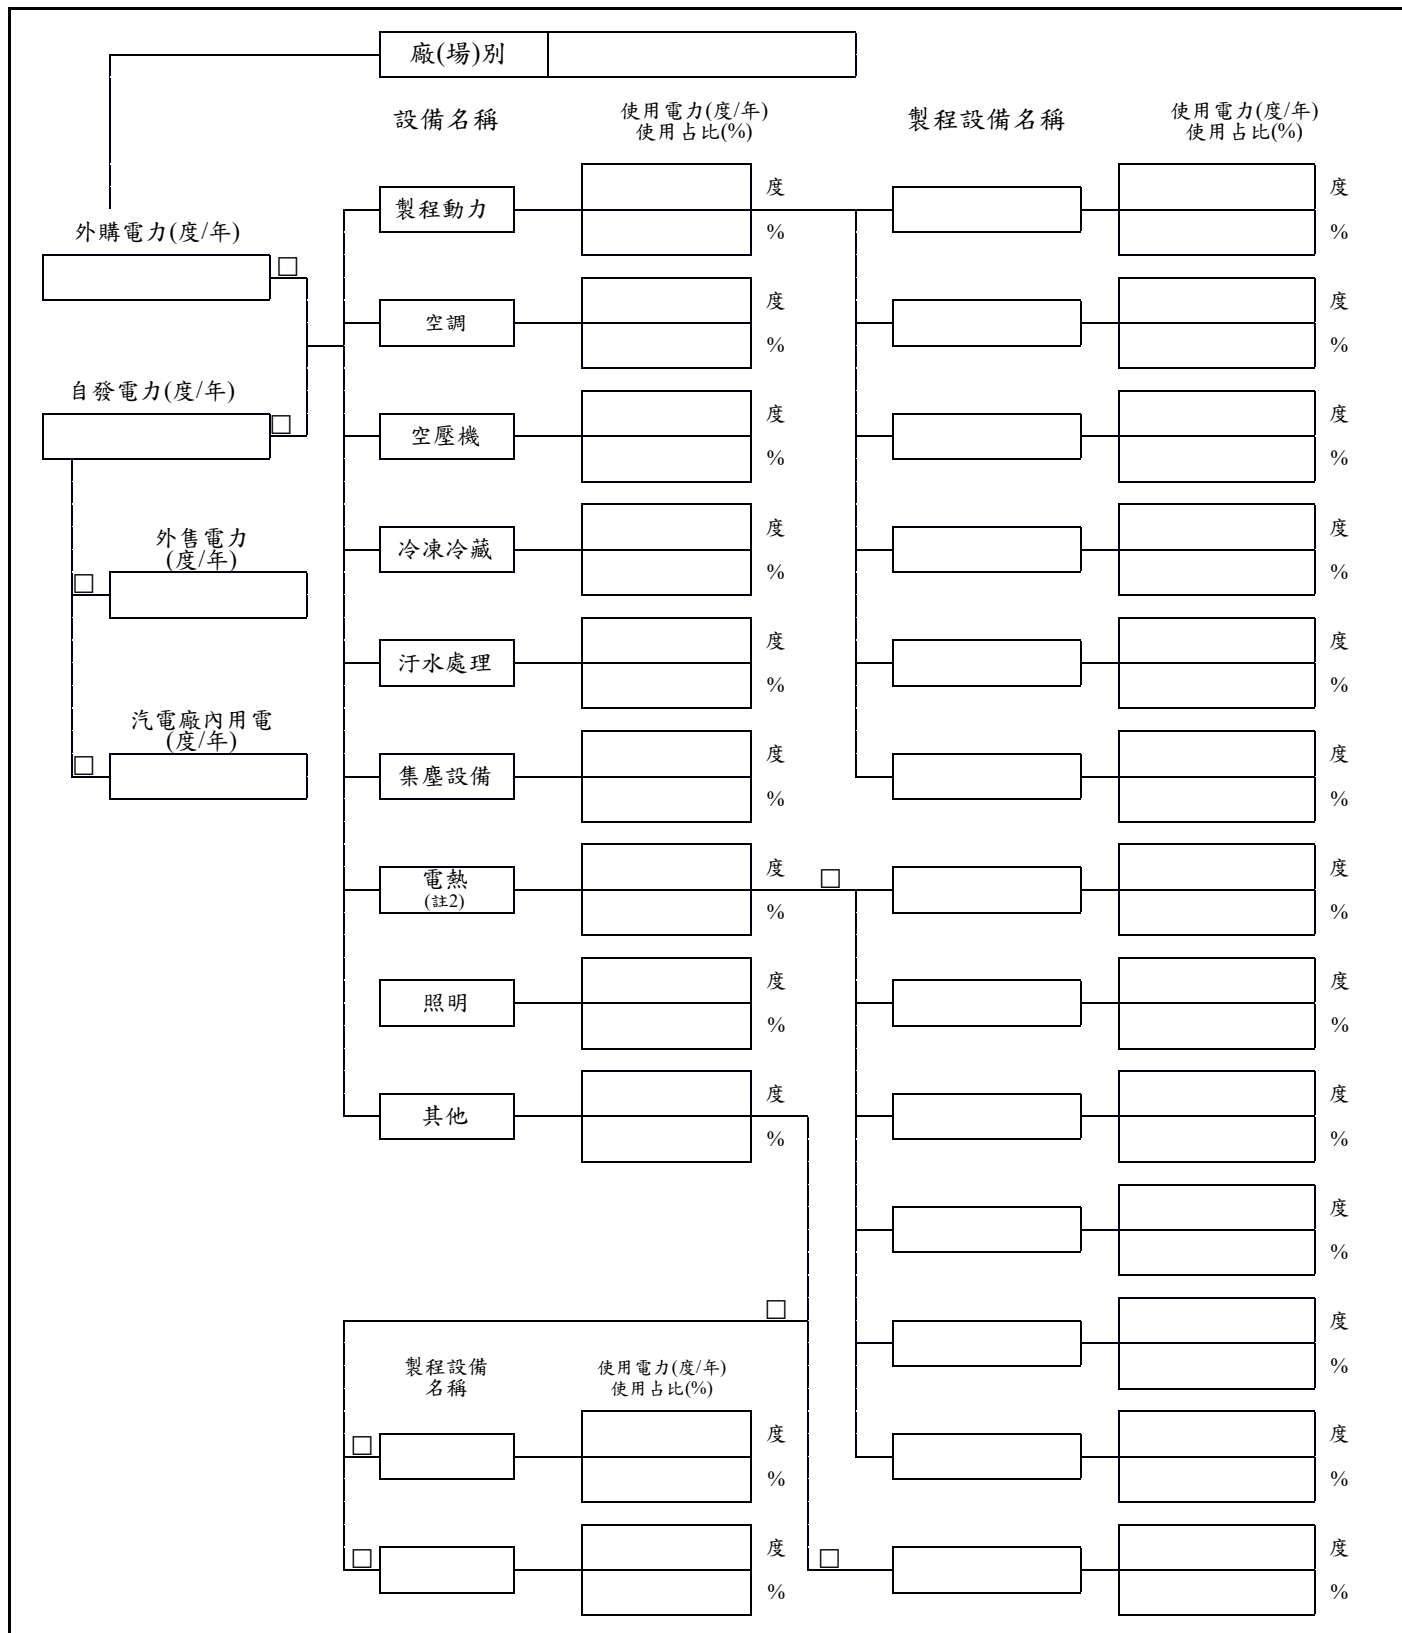 廠(場)別
設備名稱
使用電力(度/年)
使用占比(%)
製程設備名稱
使用電力(度/年)
使用占比(%)
製程動力
度
%
度
%
外購電力(度/年)
□
空調
度
%
度
%
自發電力(度/年)
□
空壓機
度
%
度
%
外售電力
(度/年)
□
冷凍冷藏
度
%
度
%
汙水處理
度
%
度
%
汽電廠內用電
(度/年)
□
集塵設備
度
%
度
%
電熱
(註2)
度
%
□
度
%
照明
度
%
度
%
其他
度
%
度
%
度
%
□
製程設備
名稱
使用電力(度/年)
使用占比(%)
度
%
□
度
%
度
%
□
度
%
□
度
%